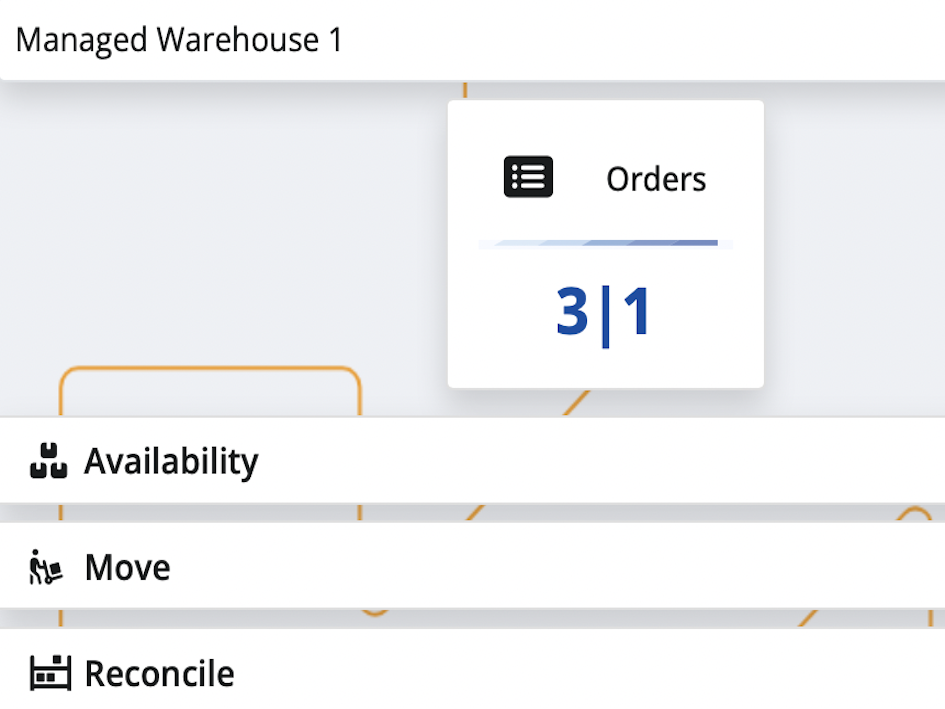 Managed Warehouse 1
Orders
3|1
Availability
Move
Reconcile